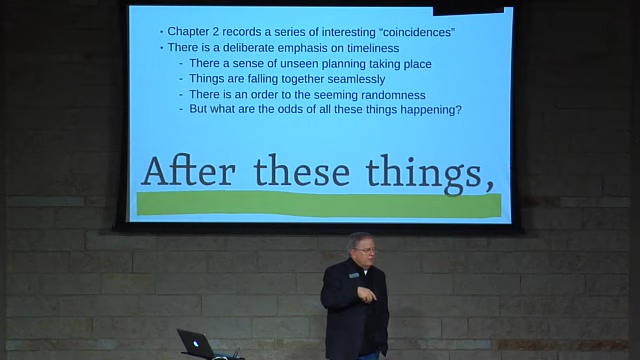 • Chapter 2 records a series of interesting “coincidences”
• There is a deliberate emphasis on timeliness
- There a sense of unseen planning taking place
- Things are falling together seamlessly
- There is an order to the seeming randomness
- But what are the odds of all these things happening?
After these things,